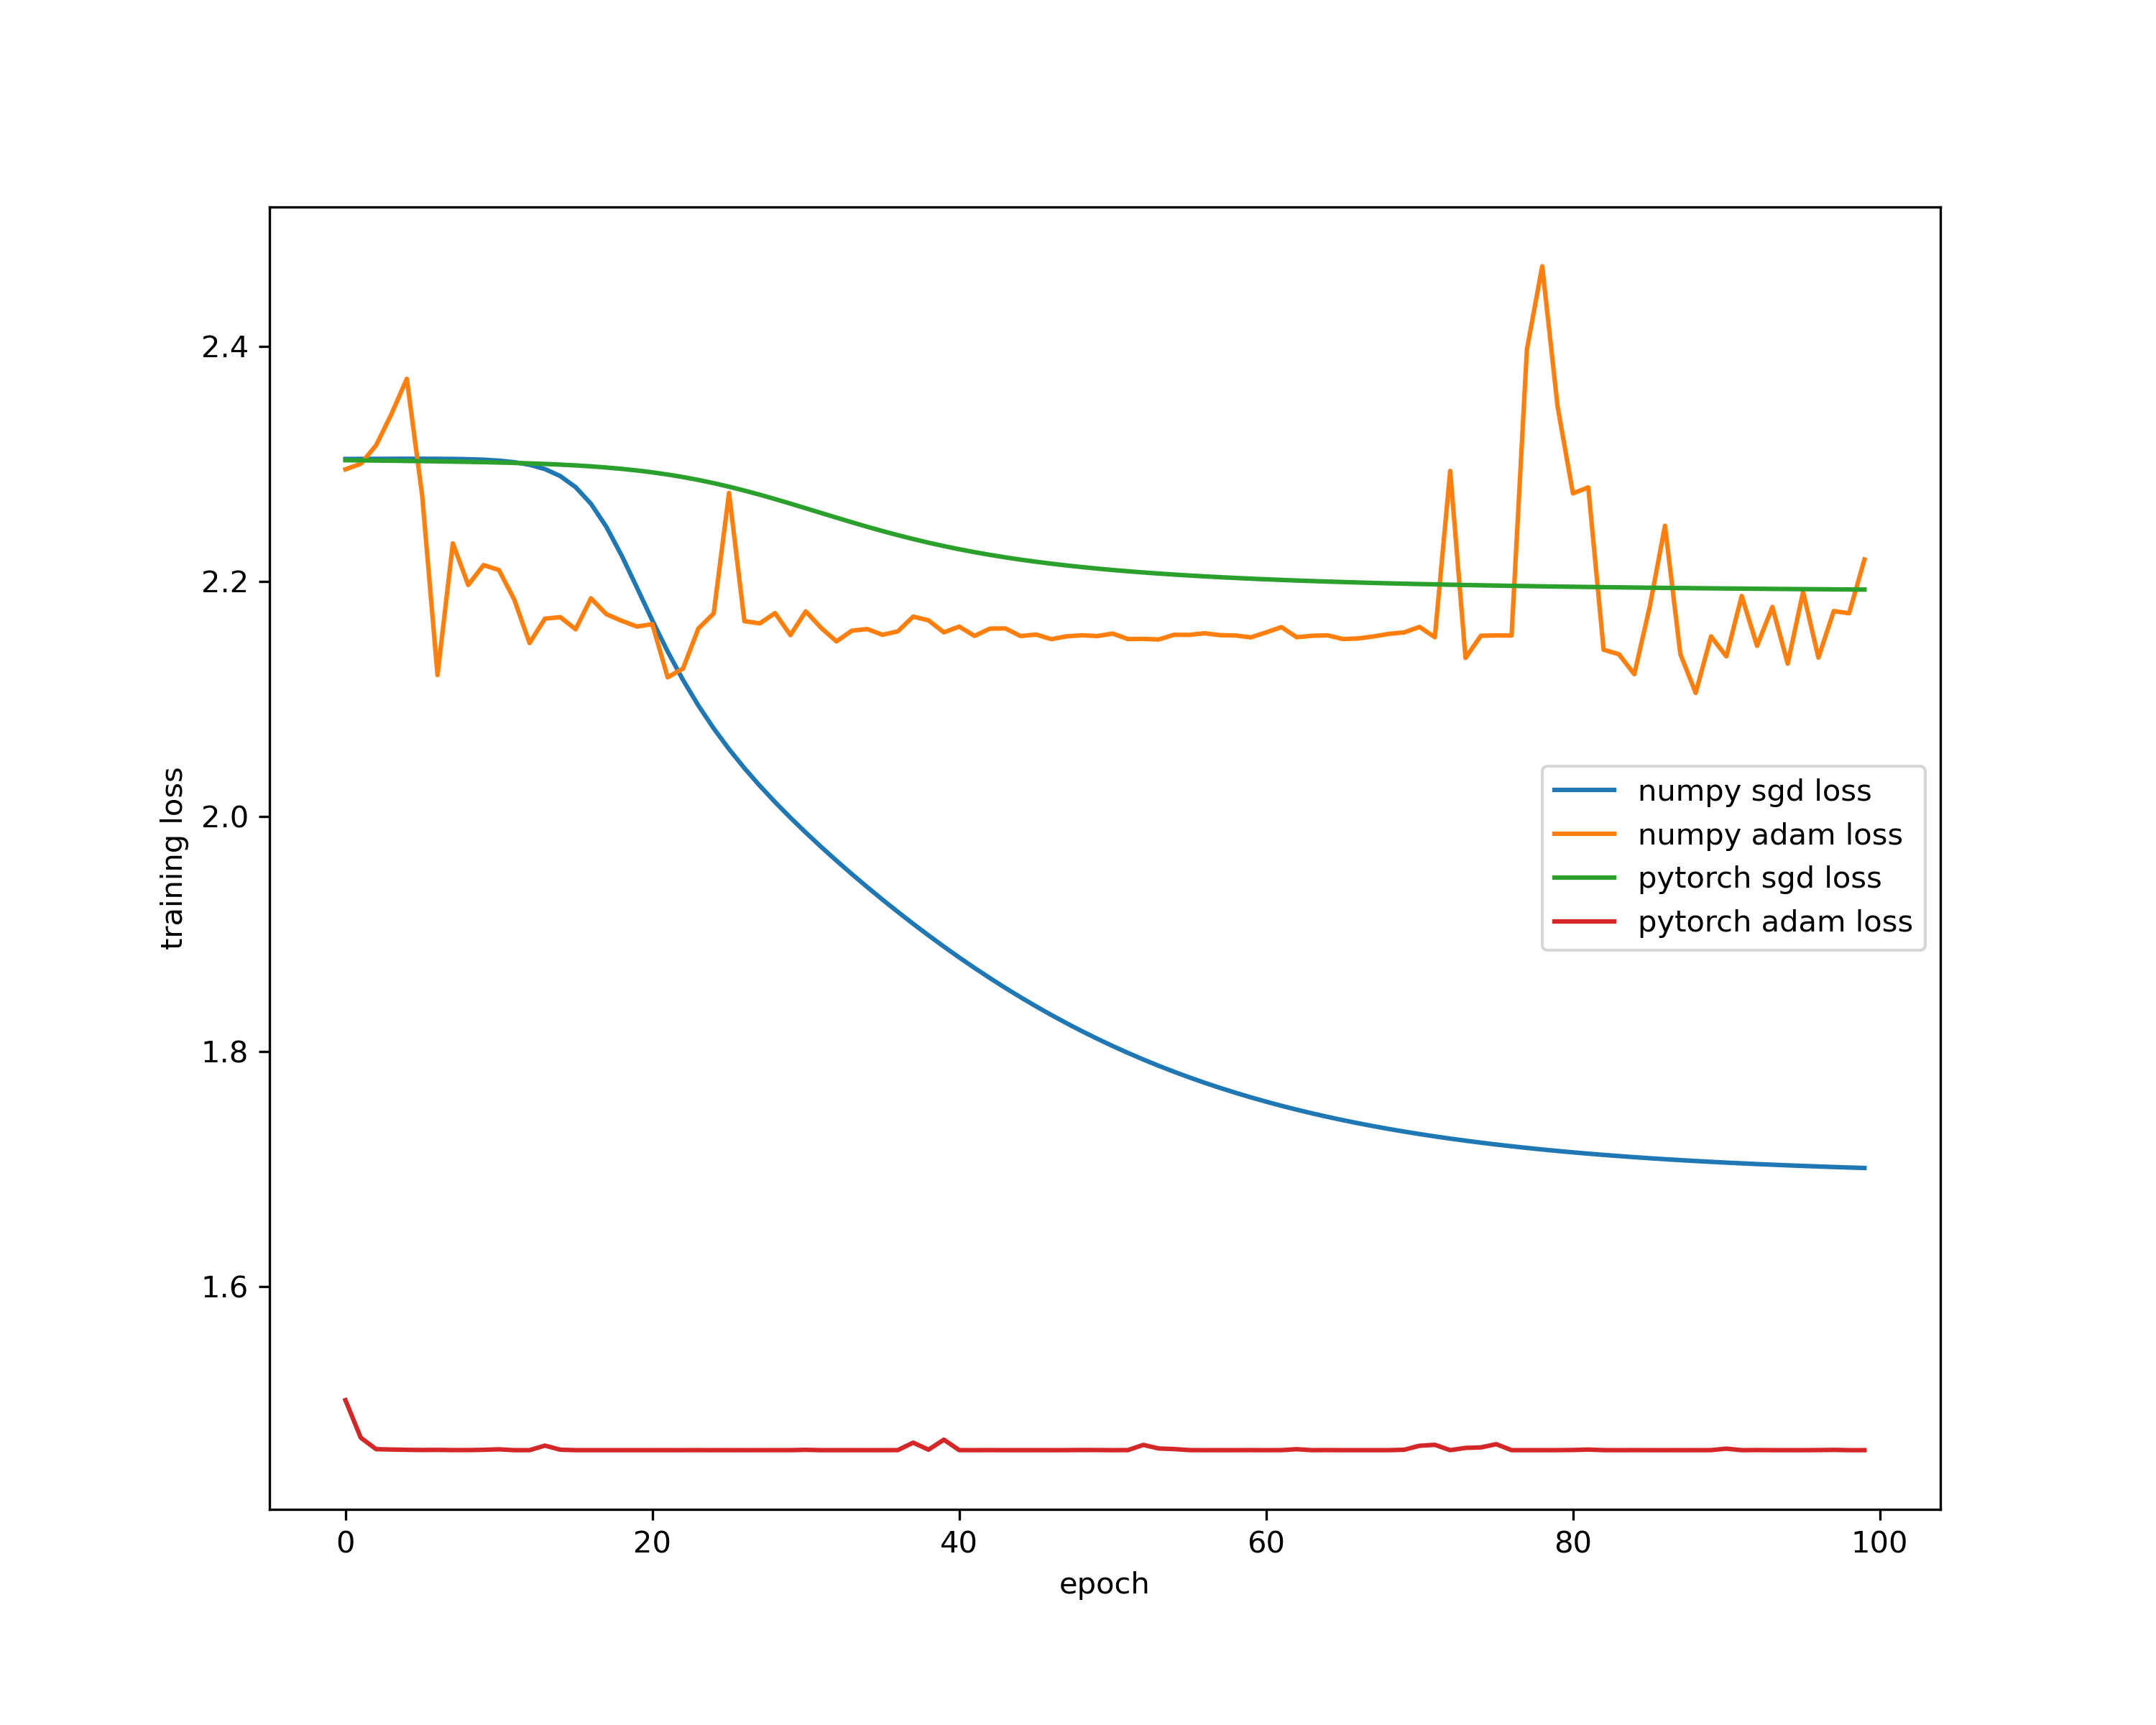 2.4
2.2
2.0
1.8
1.6
training loss
numpy sgd loss
numpy adam loss
pytorch sgd loss
pytorch adam loss
0 20 40 60 80 100
epoch